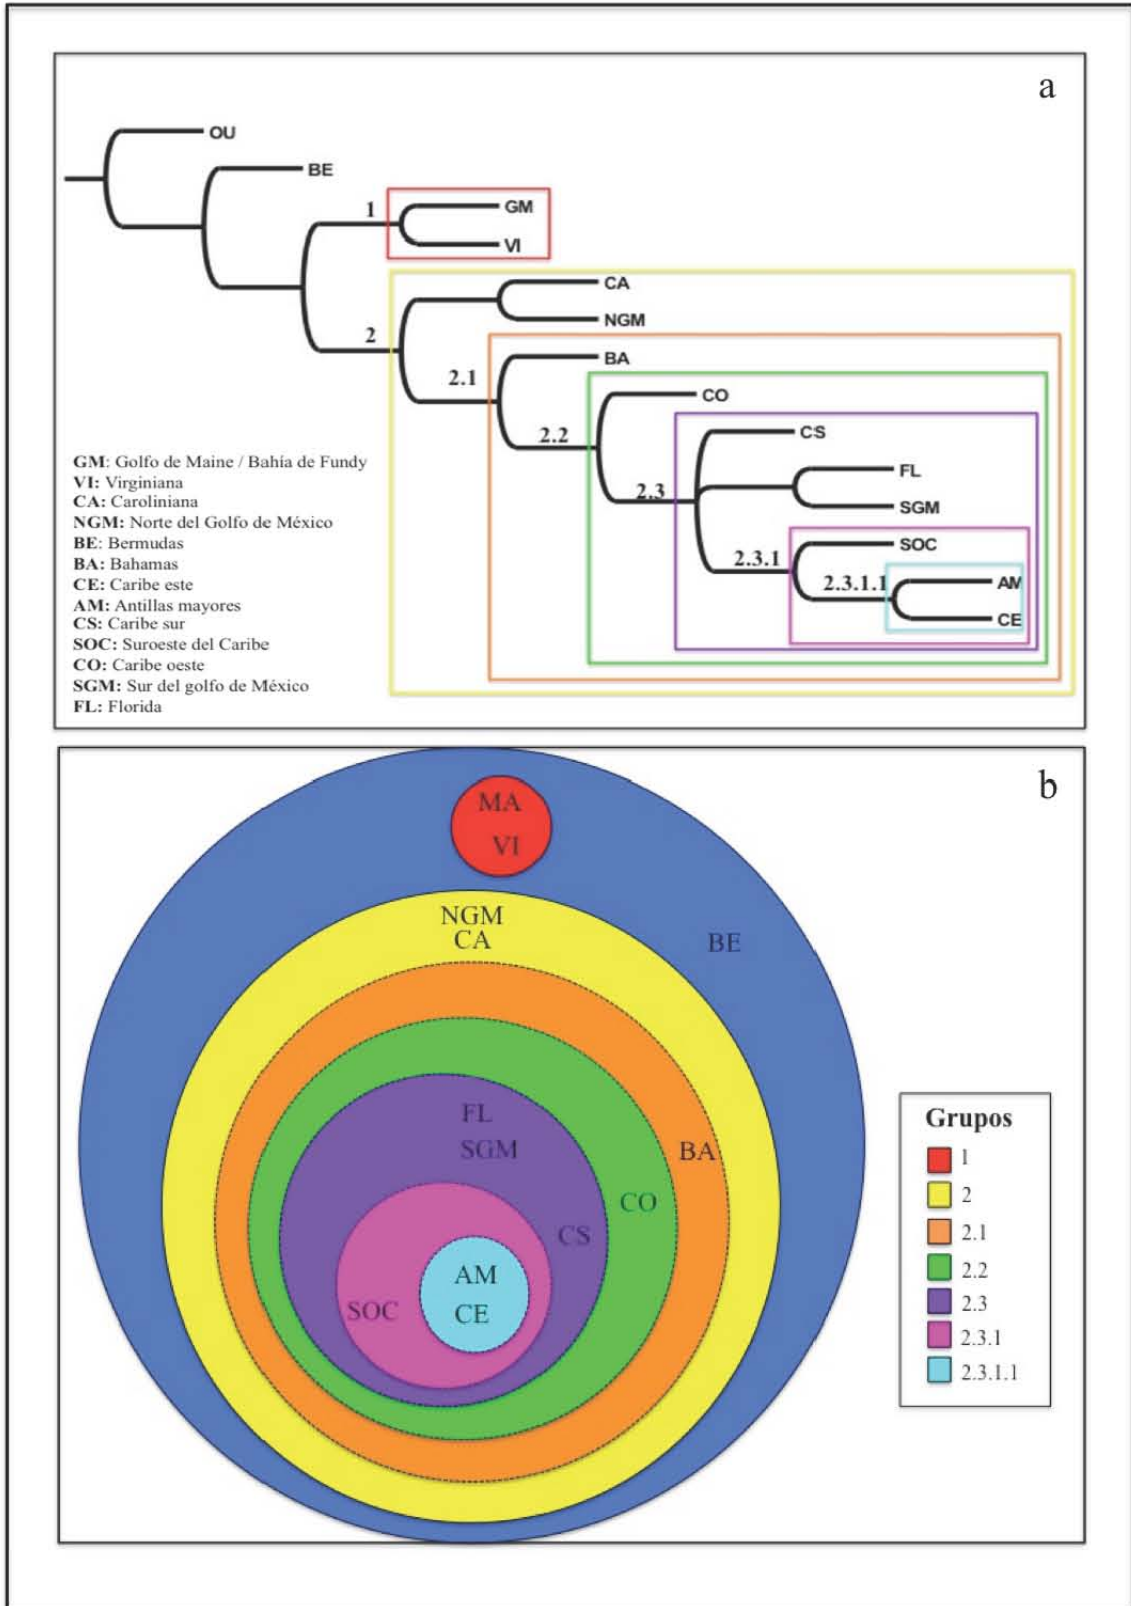 a
OU
BE
1
GM
VI
CA
2
NGM
BA
2.1
CO
2.2
CS
FL
2.3
SGM
SOC
2.3.1
2.3.1.1
AM
CE
GM: Golfo de Maine / Bahía de Fundy
VI: Virginiana
CA: Caroliniana
NGM: Norte del Golfo de México
BE: Bermudas
BA: Bahamas
CE: Caribe este
AM: Antillas mayores
CS: Caribe sur
SOC: Suroeste del Caribe
CO: Caribe oeste
SGM: Sur del golfo de México
FL: Florida
b
MA
VI
NGM
CA
BE
FL
SGM
BA
CO
CS
AM
SOC
CE
Grupos
1
2
2.1
2.2
2.3
2.3.1
2.3.1.1